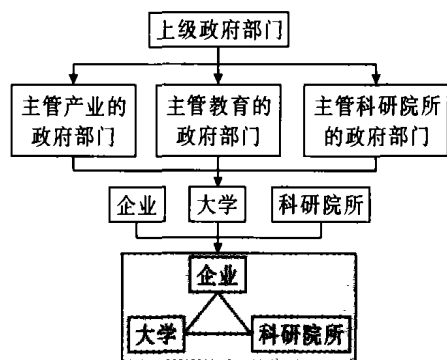 上级政府部门
主管产业的 主管教育的 主管科研院所
政府部门 政府部门 的政府部门
企业 大学 科研院所
企业
大学 科研院所